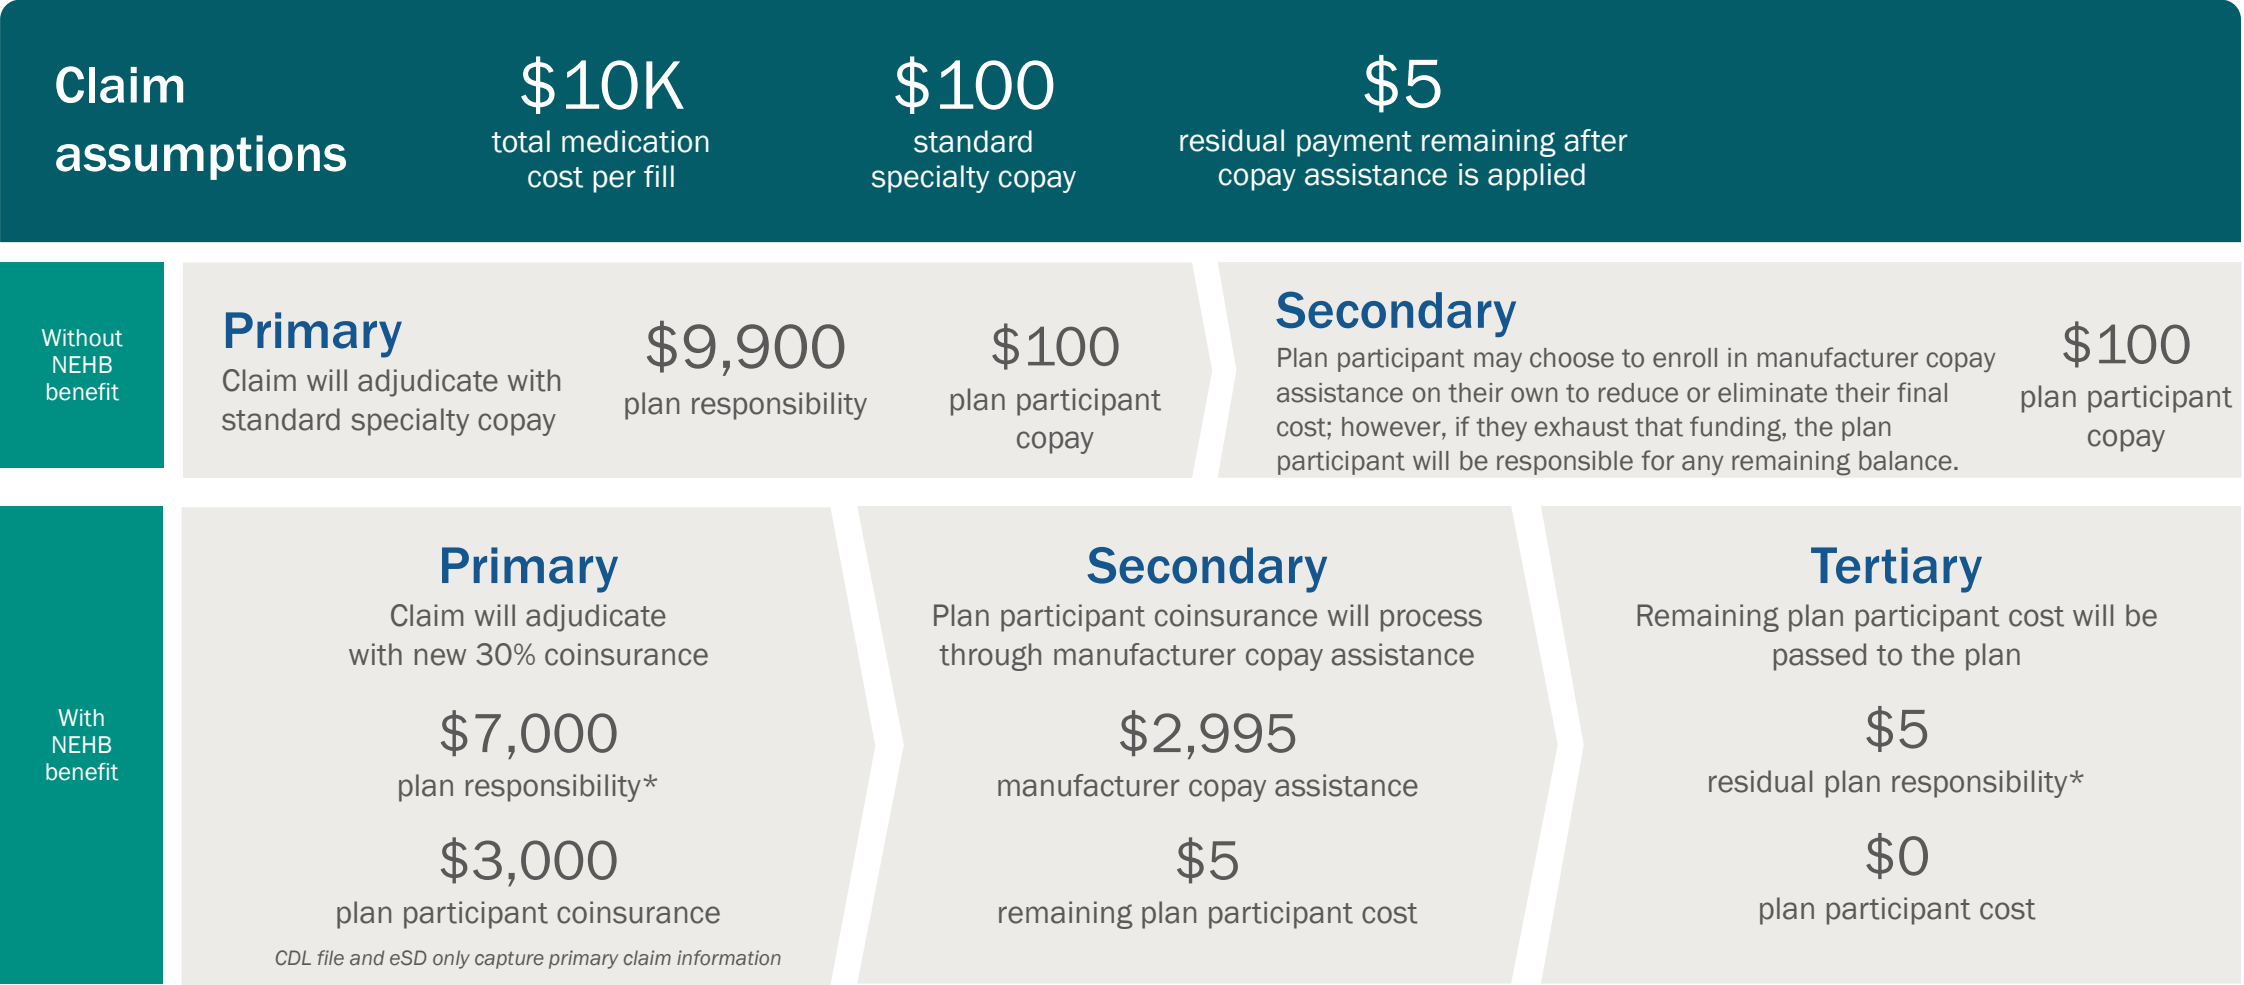 Claim
assumptions
$10K
total medication
cost per fill
$100
standard
specialty copay
$5
residual payment remaining after
copay assistance is applied
Without
NEHB
benefit
Primary
Claim will adjudicate with
standard specialty copay
$9,900
plan responsibility
$100
plan participant
copay
Secondary
Plan participant may choose to enroll in manufacturer copay
assistance on their own to reduce or eliminate their final
cost; however, if they exhaust that funding, the plan
participant will be responsible for any remaining balance.
$100
plan participant
copay
With
NEHB
benefit
Primary
Claim will adjudicate
with new 30% coinsurance
$7,000
plan responsibility*
$3,000
plan participant coinsurance
CDL file and eSD only capture primary claim information
Secondary
Plan participant coinsurance will process
through manufacturer copay assistance
$2,995
manufacturer copay assistance
$5
remaining plan participant cost
Tertiary
Remaining plan participant cost will be
passed to the plan
$5
residual plan responsibility*
$0
plan participant cost